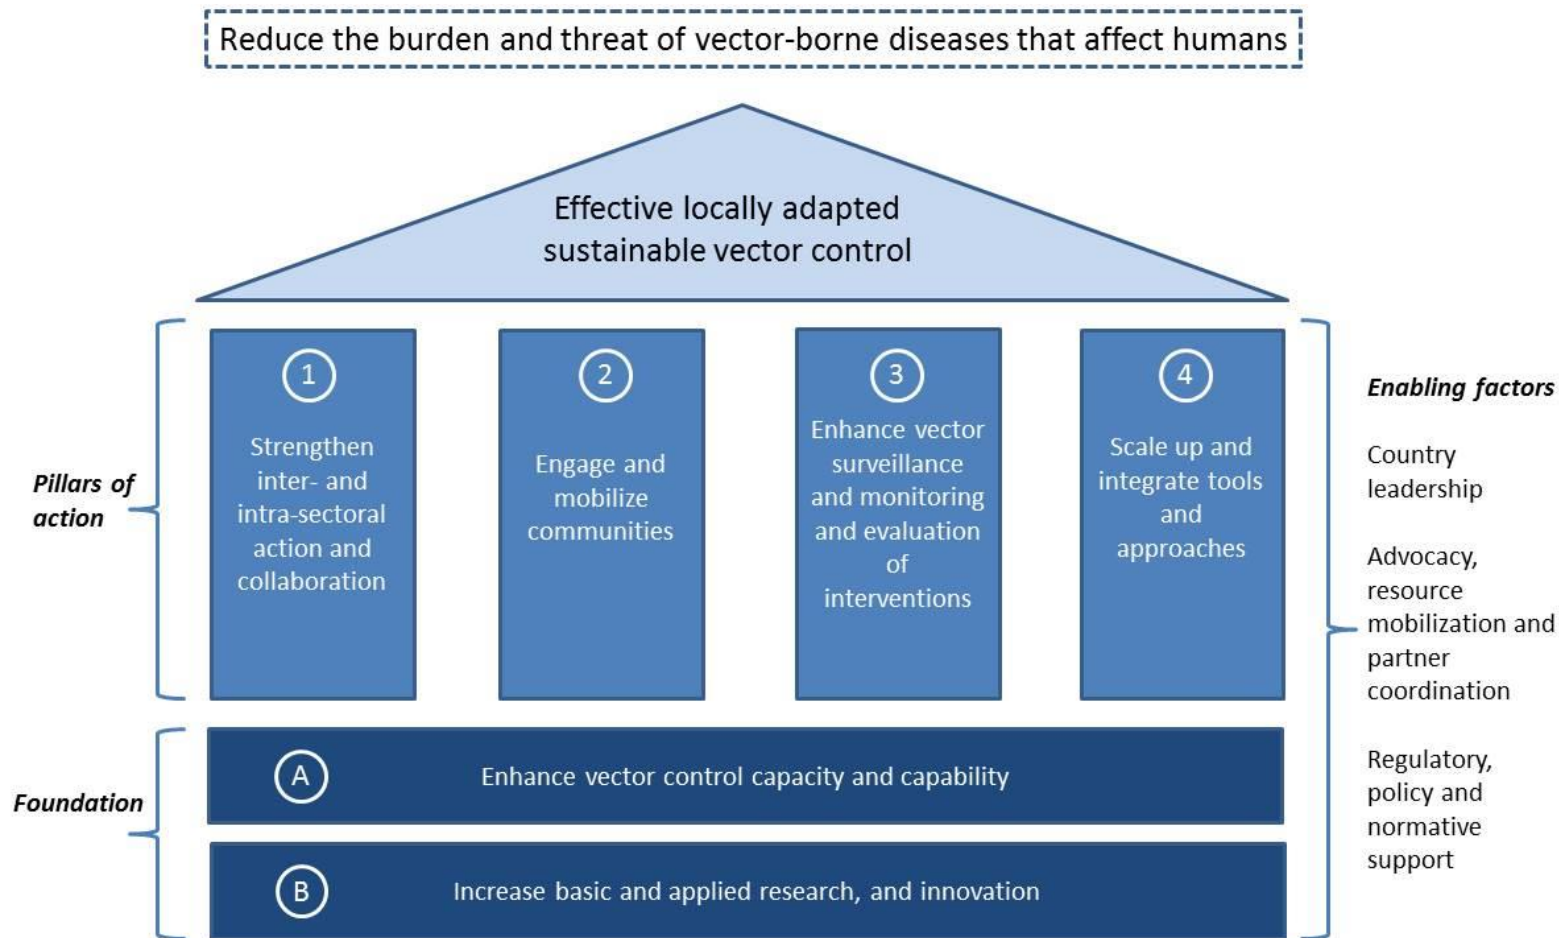 Reduce the burden and threat of vector-borne diseases that affect humans
Effective locally adapted
sustainable vector control
Pillars of
action
1
Strengthen
inter- and
intra-sectoral
action and
collaboration
2
Engage and
mobilize
communities
3
Enhance vector
surveillance
and monitoring
and evaluation
of
interventions
4
Scale up and
integrate tools
and
approaches
Foundation
A
Enhance vector control capacity and capability
B
Increase basic and applied research, and innovation
Enabling factors
Country
leadership
Advocacy,
resource
mobilization and
partner
coordination
Regulatory,
policy and
normative
support